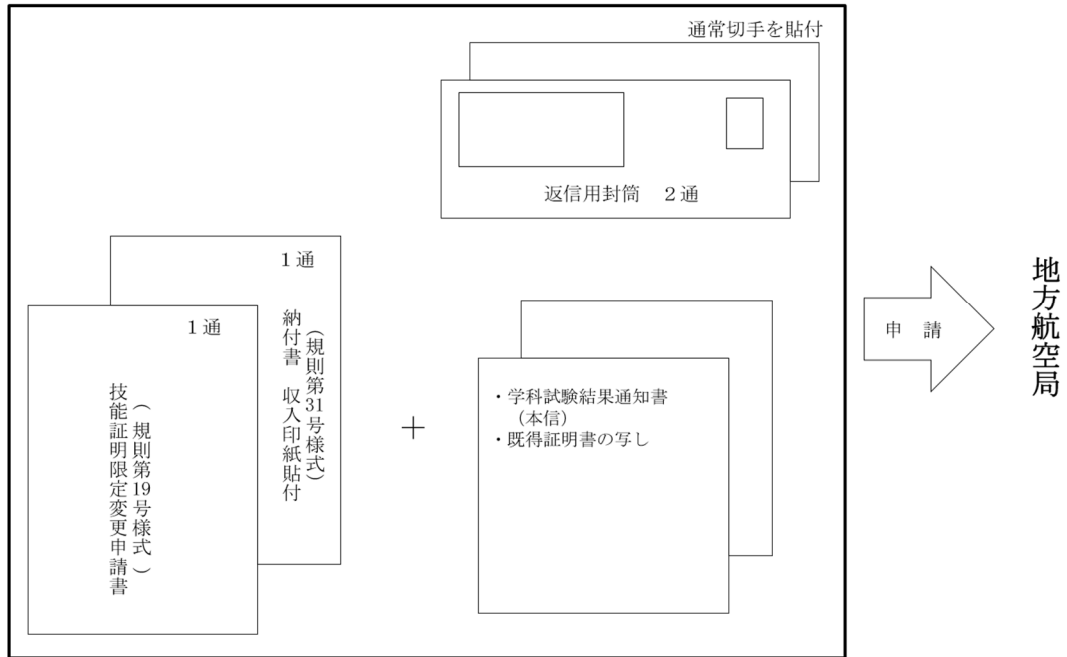 通常切手を貼付
返信用封筒　２通
１通
(規則第31号様式)
納付書　収入印紙貼付
１通
(規則第19号様式)
技能証明限定変更申請書
＋
・学科試験結果通知書
(本信)
・既得証明書の写し
申　請
地方航空局